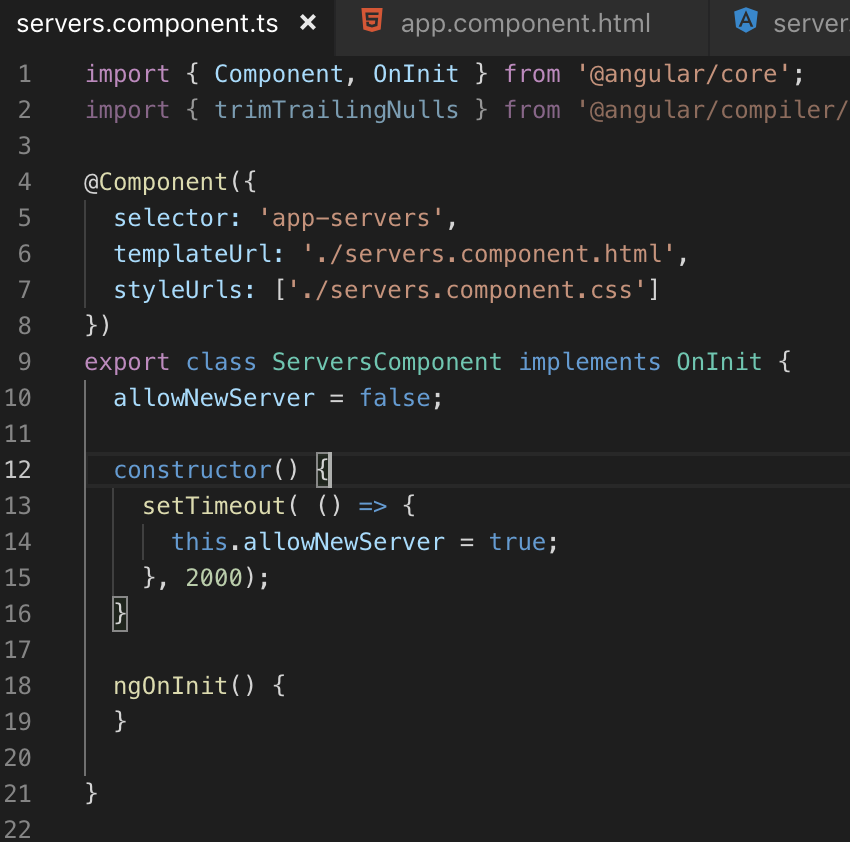 servers.component.ts × app.component.html server
1 import { Component, OnInit } from '@angular/core';
2 import { trimTrailingNulls } from '@angular/compiler/
3
4 @Component({
5   selector: 'app-servers',
6   templateUrl: './servers.component.html',
7   styleUrls: ['./servers.component.css']
8 })
9 export class ServersComponent implements OnInit {
10   allowNewServer = false;
11
12   constructor() {
13     setTimeout( () => {
14       this.allowNewServer = true;
15     }, 2000);
16   }
17
18   ngOnInit() {
19   }
20
21 }
22